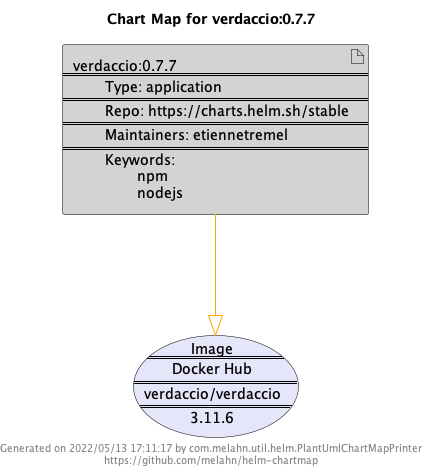 Chart Map for verdaccio:0.7.7
verdaccio:0.7.7
Type: application
Repo: https://charts.helm.sh/stable
Maintainers: etiennetremel
Keywords:
npm
nodejs
Image
Docker Hub
verdaccio/verdaccio
3.11.6
Generated on 2022/05/13 17:11:17 by com.melahn.util.helm.PlantUmlChartMapPrinter
https://github.com/melahn/helm-chartmap